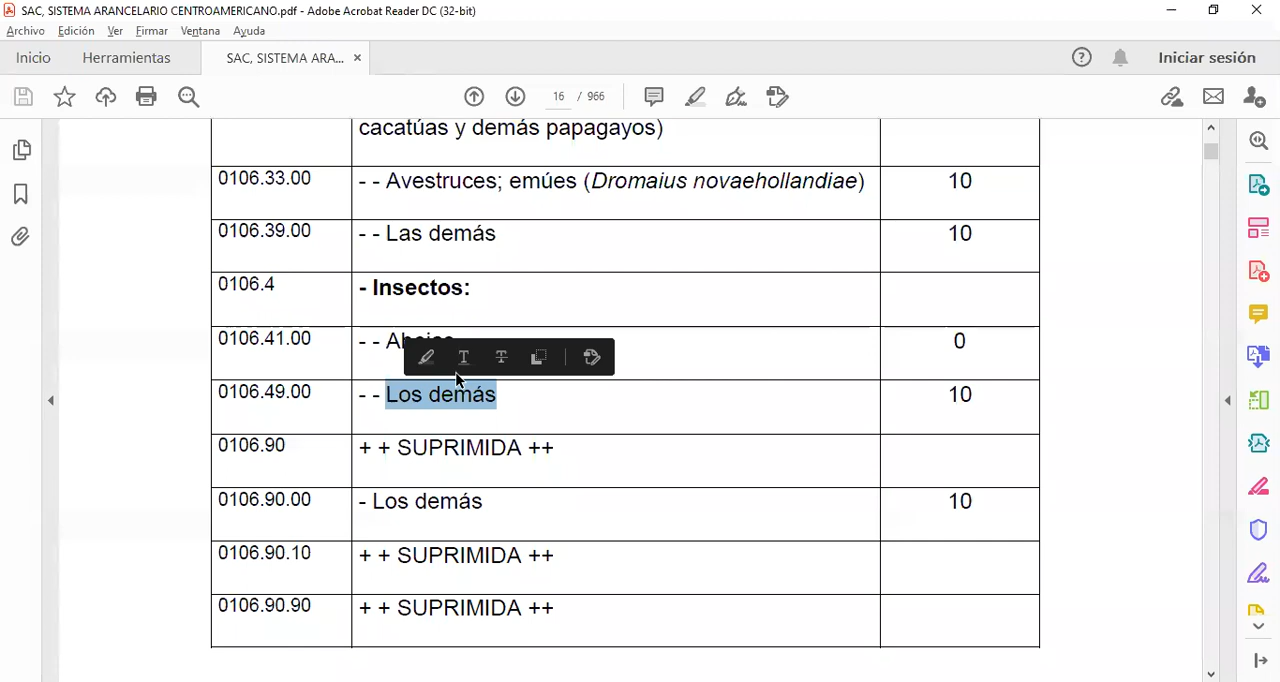 SAC, SISTEMA ARANCELARIO CENTROAMERICANO.pdf - Adobe Acrobat Reader DC (32-bit)
Archivo Edición Ver Firmar Ventana Ayuda
Inicio Herramientas SAC, SISTEMA ARA... × Iniciar sesión
16 / 966
cacatúas y demás papagayos)
0106.33.00 - - Avestruces; emúes (Dromaius novaehollandiae) 10
0106.39.00 - - Las demás 10
0106.4 - Insectos:
0106.41.00 - - 0
0106.49.00 - - Los demás 10
0106.90 + + SUPRIMIDA ++
0106.90.00 - Los demás 10
0106.90.10 + + SUPRIMIDA ++
0106.90.90 + + SUPRIMIDA ++